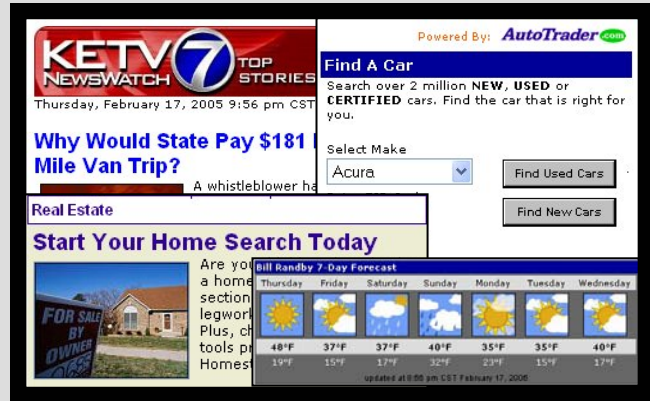 KETV 7 TOP
NEWSWATCH STORIES
Thursday, February 17, 2005 9:56 pm CST
Why Would State Pay $181
Mile Van Trip?
A whistleblower ha
Powered By: AutoTrader.com
Find A Car
Search over 2 million NEW, USED or
CERTIFIED cars. Find the car that is right for
you.
Select Make
Acura
Find Used Cars
Find New Cars
Real Estate
Start Your Home Search Today
FOR SALE
BY
OWNER
Are you
a home
section
legwork
Plus, ch
tools pr
Homest
Bill Randby 7-Day Forecast
Thursday Friday Saturday Sunday Monday Tuesday Wednesday
48°F 37°F 37°F 40°F 35°F 35°F 40°F
19°F 15°F 17°F 32°F 23°F 15°F 17°F